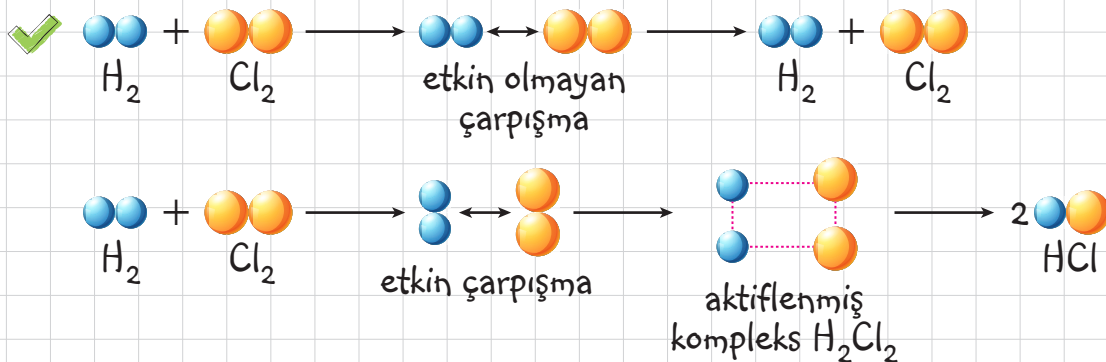 +
H₂ Cl₂
etkin olmayan
çarpışma
+
H₂ Cl₂
+
H₂ Cl₂
etkin çarpışma
aktiflenmiş
kompleks H₂Cl₂
2
HCl